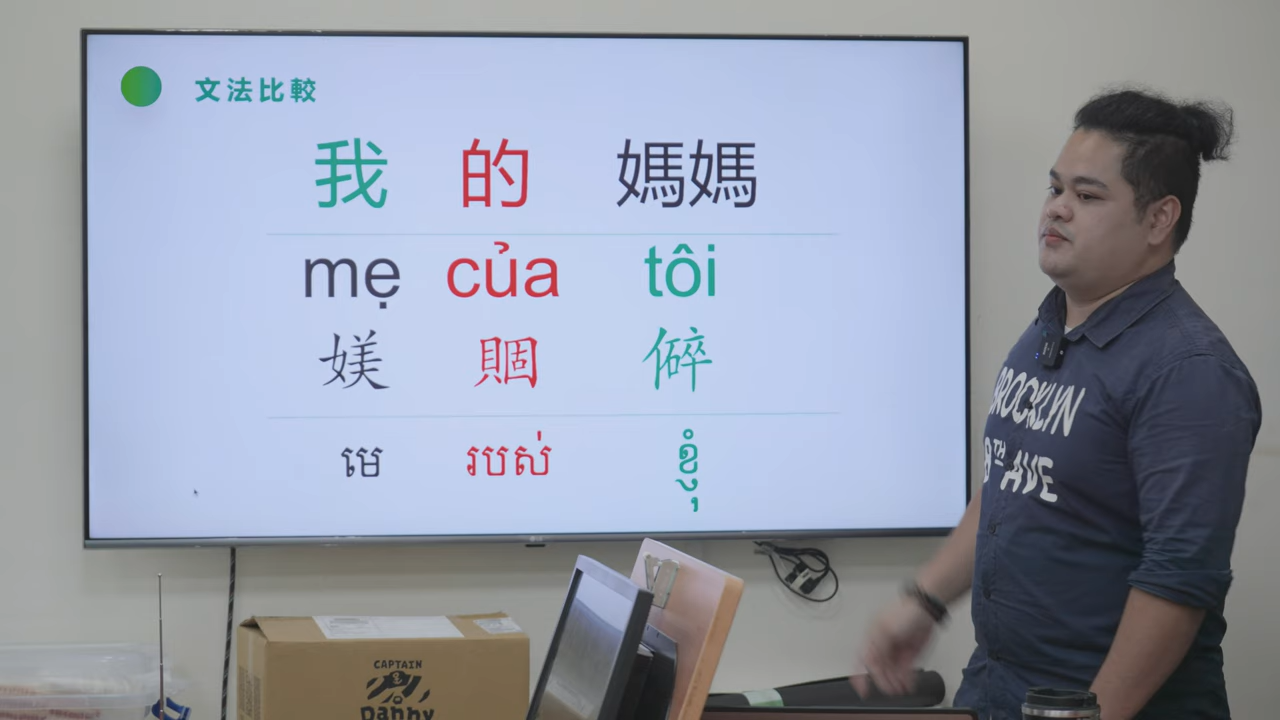 文法比較
我 的 媽媽
mẹ của tôi
媄 𧶮 倅
មេ របស់ ខ្ញុំ
BROOKLYN
8TH AVE
CAPTAIN
Danny